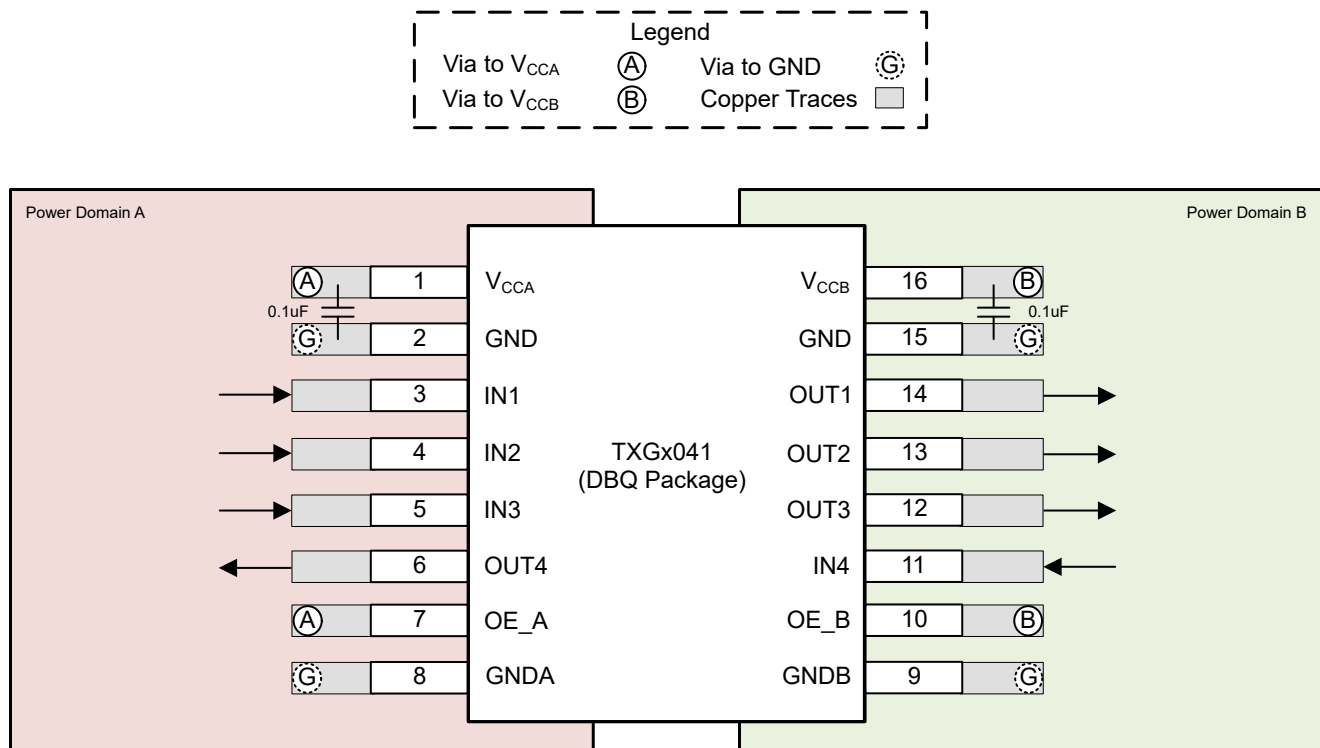 Legend
Via to VCCA A Via to GND G
Via to VCCB B Copper Traces
Power Domain A
Power Domain B
A 1 VCCA VCCB 16 B
0.1uF 0.1uF
G 2 GND GND 15 G
3 IN1 OUT1 14
4 IN2 OUT2 13
TXGx041
(DBQ Package)
5 IN3 OUT3 12
6 OUT4 IN4 11
A 7 OE_A OE_B 10 B
G 8 GNDA GNDB 9 G